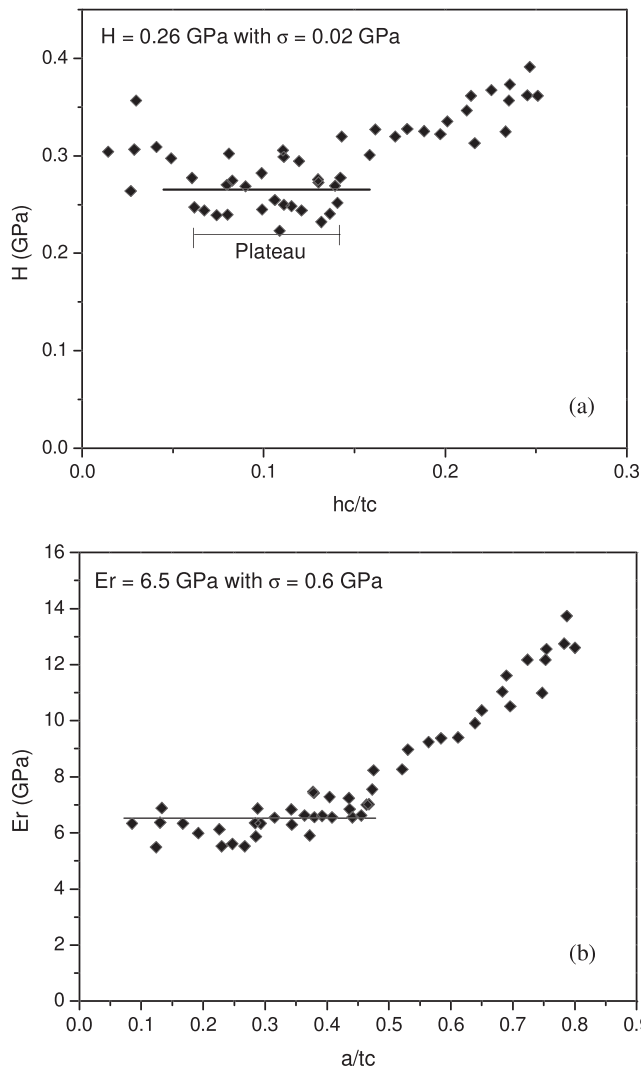 H = 0.26 GPa with σ = 0.02 GPa
0.4
0.3
0.2
0.1
0.0
H (GPa)
Plateau
(a)
0.0 0.1 0.2 0.3
hc/tc
Er = 6.5 GPa with σ = 0.6 GPa
16
14
12
10
8
6
4
2
0
Er (GPa)
(b)
0.0 0.1 0.2 0.3 0.4 0.5 0.6 0.7 0.8
a/tc